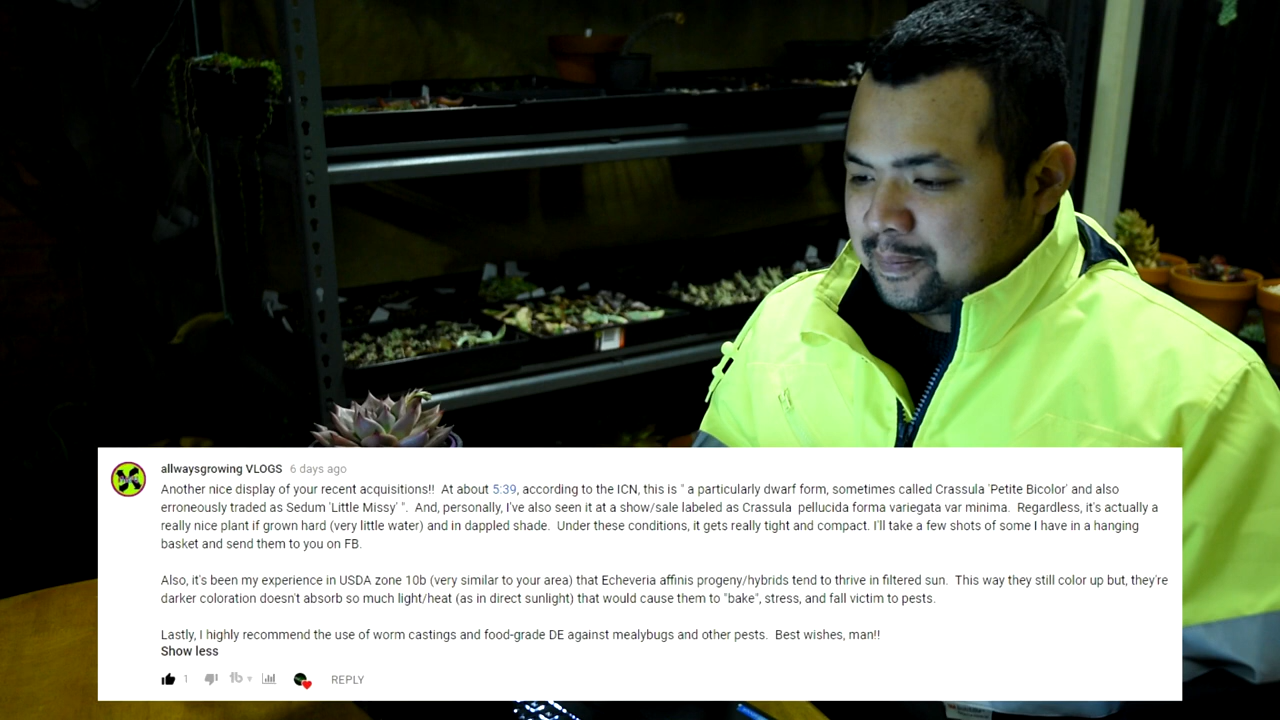 allwaysgrowing VLOGS 6 days ago
Another nice display of your recent acquisitions!!  At about 5:39, according to the ICN, this is " a particularly dwarf form, sometimes called Crassula 'Petite Bicolor' and also
erroneously traded as Sedum 'Little Missy' ".  And, personally, I've also seen it at a show/sale labeled as Crassula  pellucida forma variegata var minima.  Regardless, it's actually a
really nice plant if grown hard (very little water) and in dappled shade.  Under these conditions, it gets really tight and compact. I'll take a few shots of some I have in a hanging
basket and send them to you on FB.
Also, it's been my experience in USDA zone 10b (very similar to your area) that Echeveria affinis progeny/hybrids tend to thrive in filtered sun.  This way they still color up but, they're
darker coloration doesn't absorb so much light/heat (as in direct sunlight) that would cause them to "bake", stress, and fall victim to pests.
Lastly, I highly recommend the use of worm castings and food-grade DE against mealybugs and other pests.  Best wishes, man!!
Show less
1 REPLY